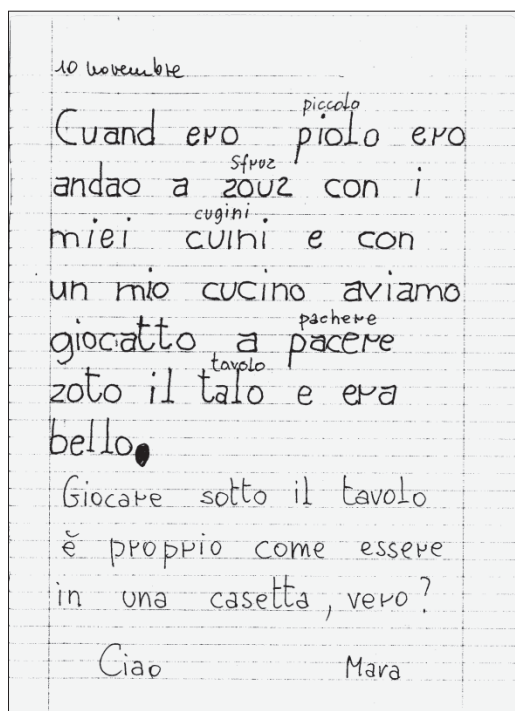 10 novembre
piccolo
Cuand ero piolo ero
Sfruz
andao a zouz con i
cugini
miei cuini e con
un mio cucino aviamo
pachere
giocatto a pacere
tavolo
zoto il talo e era
bello.
Giocare sotto il tavolo
è proprio come essere
in una casetta, vero?
Ciao Mara